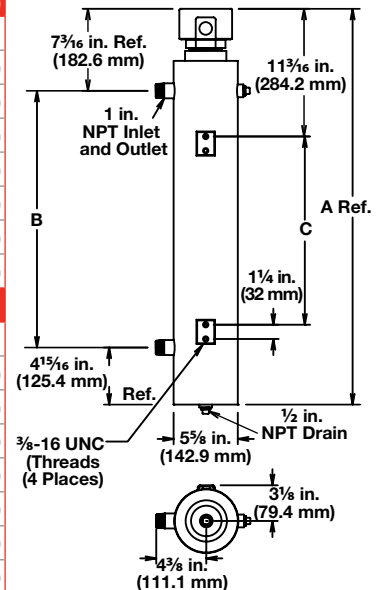 7³⁄₁₆ in. Ref.
(182.6 mm)
11³⁄₁₆ in.
(284.2 mm)
1 in.
NPT Inlet
and Outlet
A Ref.
B
C
1¼ in.
(32 mm)
4¹⁵⁄₁₆ in.
(125.4 mm)
Ref.
½ in.
NPT Drain
⅜-16 UNC
(Threads
(4 Places)
5⅝ in.
(142.9 mm)
3⅛ in.
(79.4 mm)
4⅜ in.
(111.1 mm)